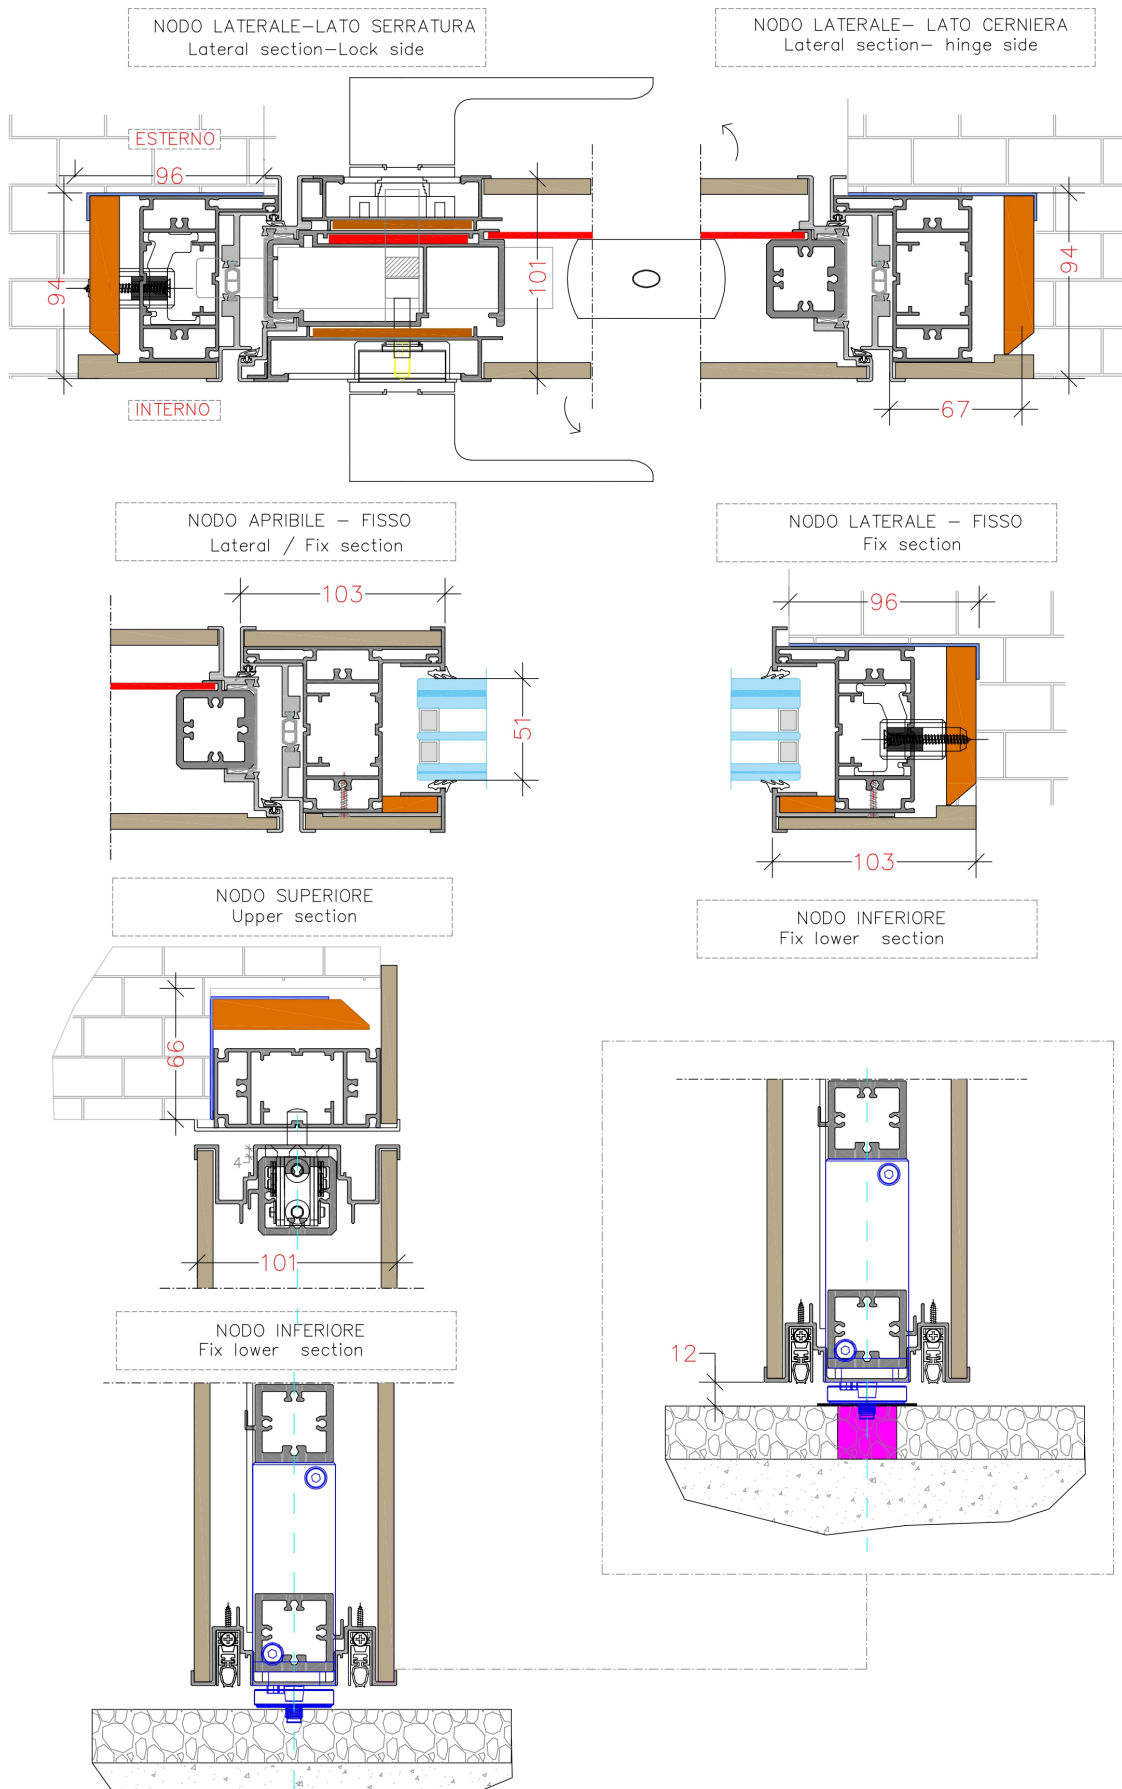 NODO LATERALE-LATO SERRATURA
Lateral section-Lock side
NODO LATERALE- LATO CERNIERA
Lateral section- hinge side
ESTERNO
96
94
101
94
67
INTERNO
NODO APRIBILE - FISSO
Lateral / Fix section
NODO LATERALE - FISSO
Fix section
103
51
96
103
NODO SUPERIORE
Upper section
NODO INFERIORE
Fix lower section
66
4
101
12
NODO INFERIORE
Fix lower section